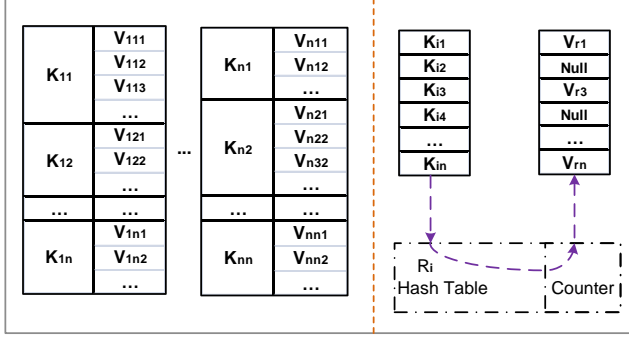 K11
V111
V112
V113
...
K12
V121
V122
...
...
...
K1n
V1n1
V1n2
...
...
Kn1
Vn11
Vn12
...
Kn2
Vn21
Vn22
Vn32
...
...
...
Knn
Vnn1
Vnn2
...
Ki1
Ki2
Ki3
Ki4
...
Kin
Vr1
Null
Vr3
Null
...
Vrn
Ri
Hash Table
Counter